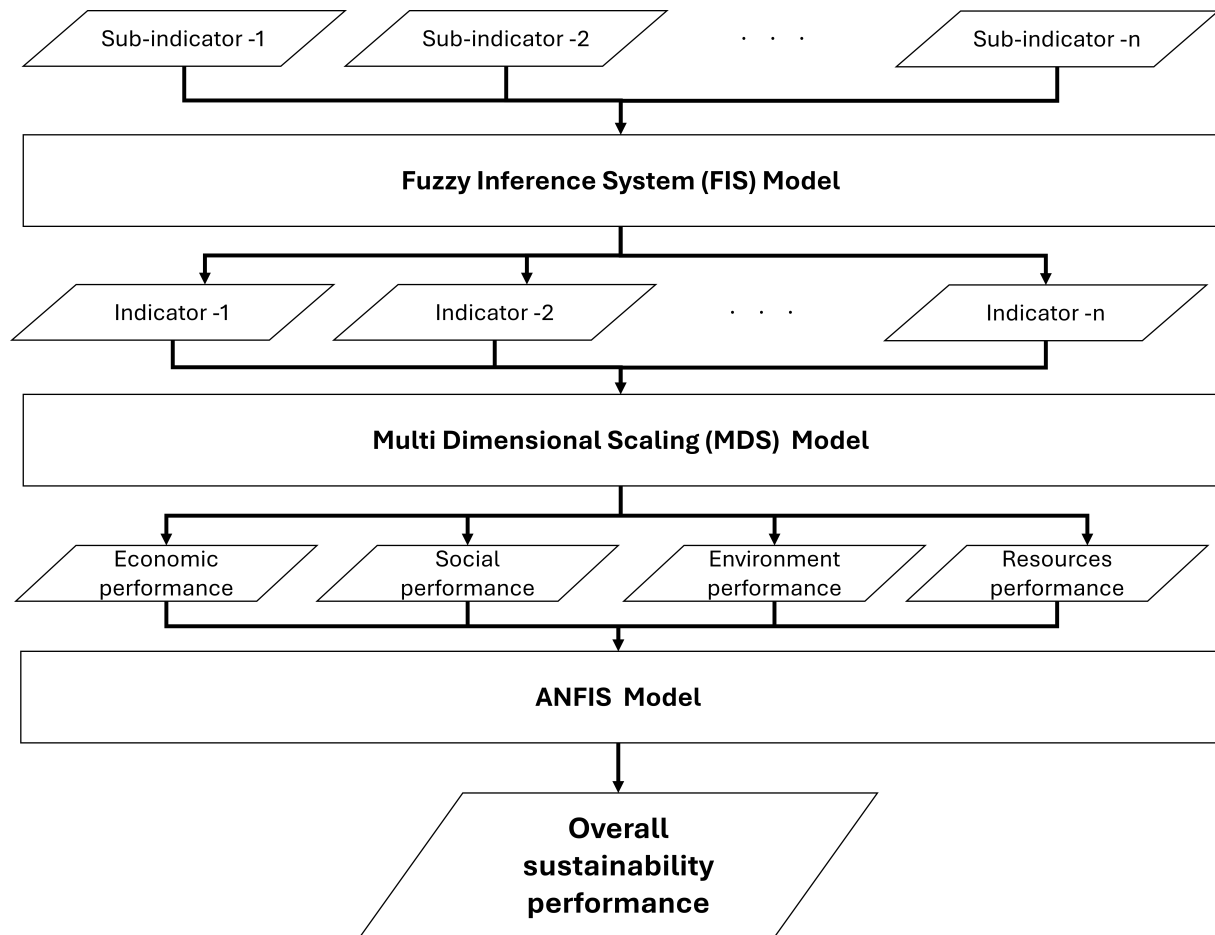 Sub-indicator -1
Sub-indicator -2
. . .
Sub-indicator -n
Fuzzy Inference System (FIS) Model
Indicator -1
Indicator -2
. . .
Indicator -n
Multi Dimensional Scaling (MDS)  Model
Economic
performance
Social
performance
Environment
performance
Resources
performance
ANFIS  Model
Overall
sustainability
performance